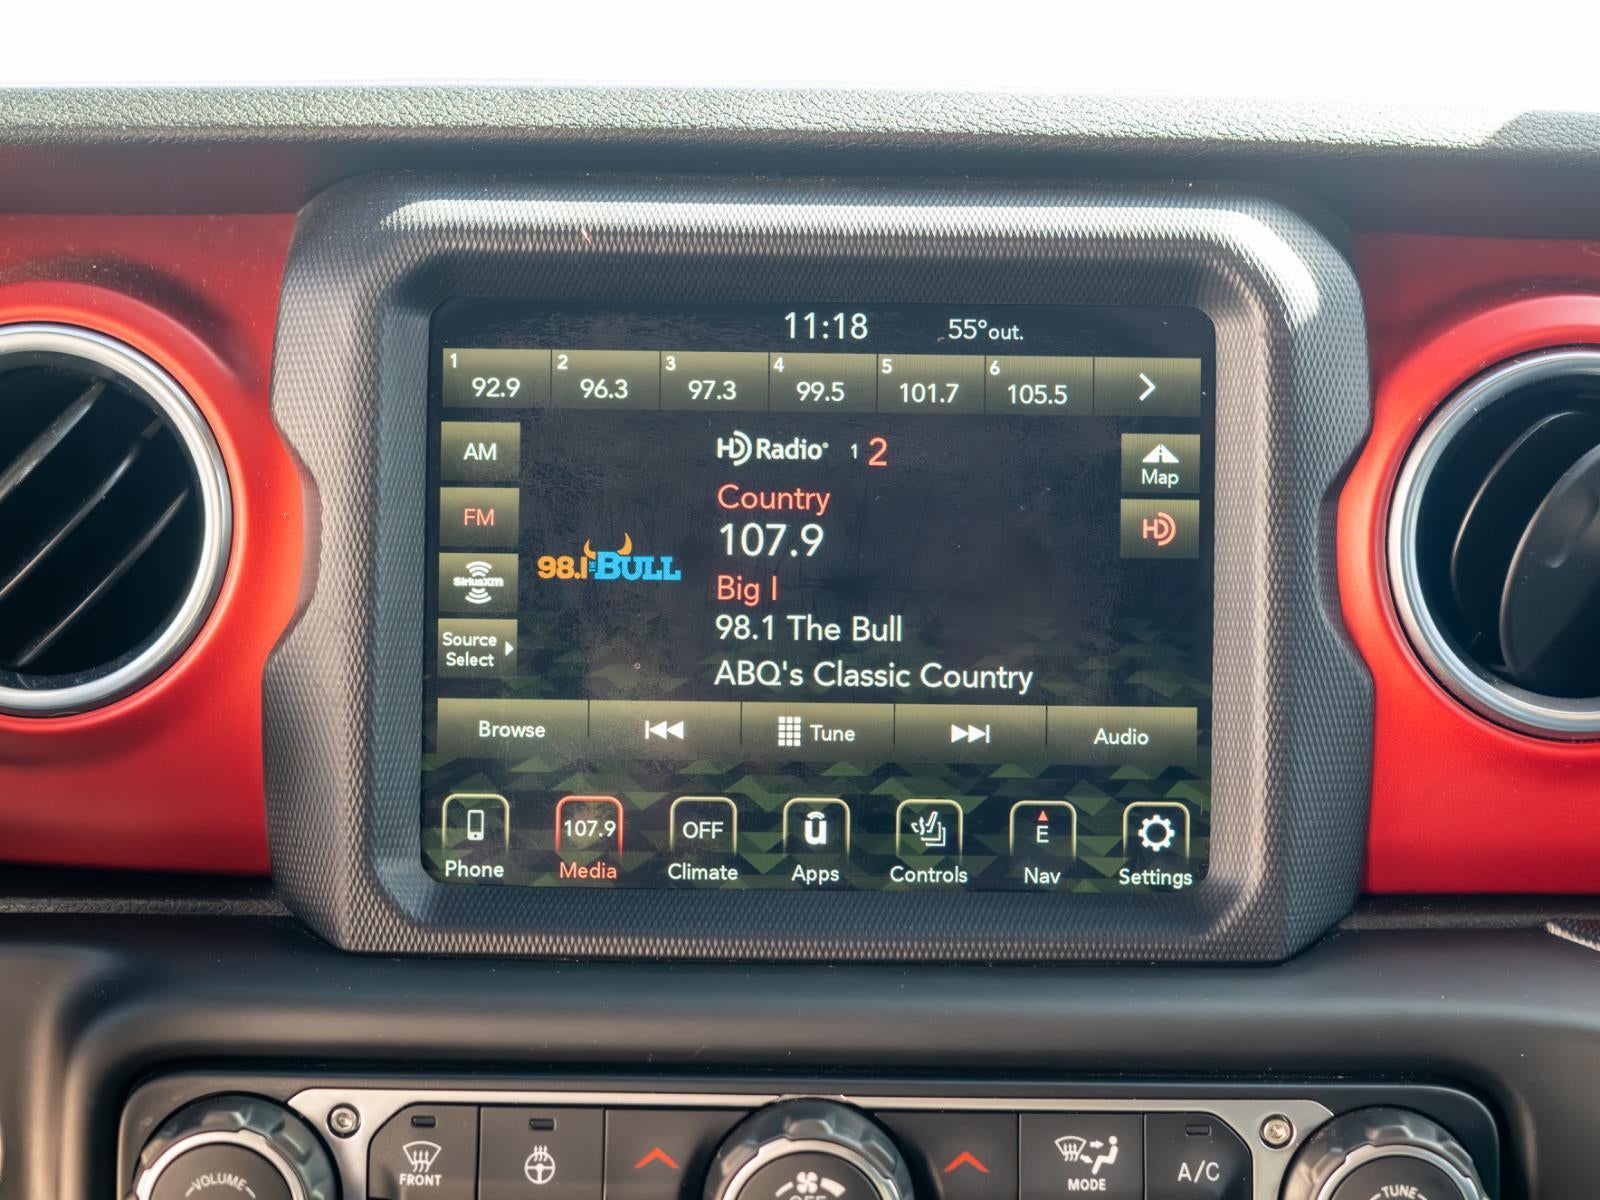 11:18 55°out.
1 2 3 4 5 6
92.9 96.3 97.3 99.5 101.7 105.5
AM
FM
SiriusXM
Source
Select
HD Radio 1 2
Country
107.9
Big I
98.1 The Bull
ABQ's Classic Country
98.1 THE BULL
Map
HD
Browse Tune Audio
107.9 OFF u E
Phone Media Climate Apps Controls Nav Settings
VOLUME FRONT OFF MODE A/C TUNE